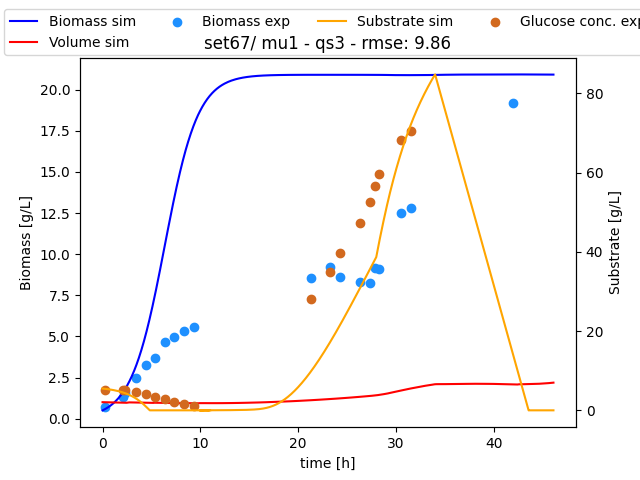 Biomass sim Biomass exp Substrate sim Glucose conc. exp
Volume sim
set67/ mu1 - qs3 - rmse: 9.86
20.0
17.5
15.0
12.5
10.0
7.5
5.0
2.5
0.0
Biomass [g/L]
80
60
40
20
0
Substrate [g/L]
0 10 20 30 40
time [h]